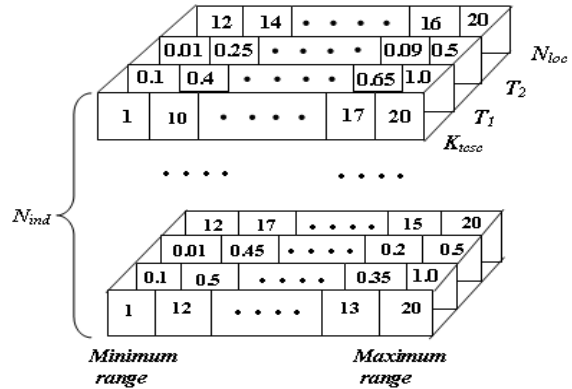 12 14 • • • • • 16 20 N_loc
0.01 0.25 • • • • • 0.09 0.5 T_2
0.1 0.4 • • • • • 0.65 1.0 T_1
1 10 • • • • 17 20 K_tcsc
• • • • • • • •
N_ind
12 17 • • • • 15 20
0.01 0.45 • • • • 0.2 0.5
0.1 0.5 • • • • 0.35 1.0
1 12 • • • • 13 20
Minimum range Maximum range